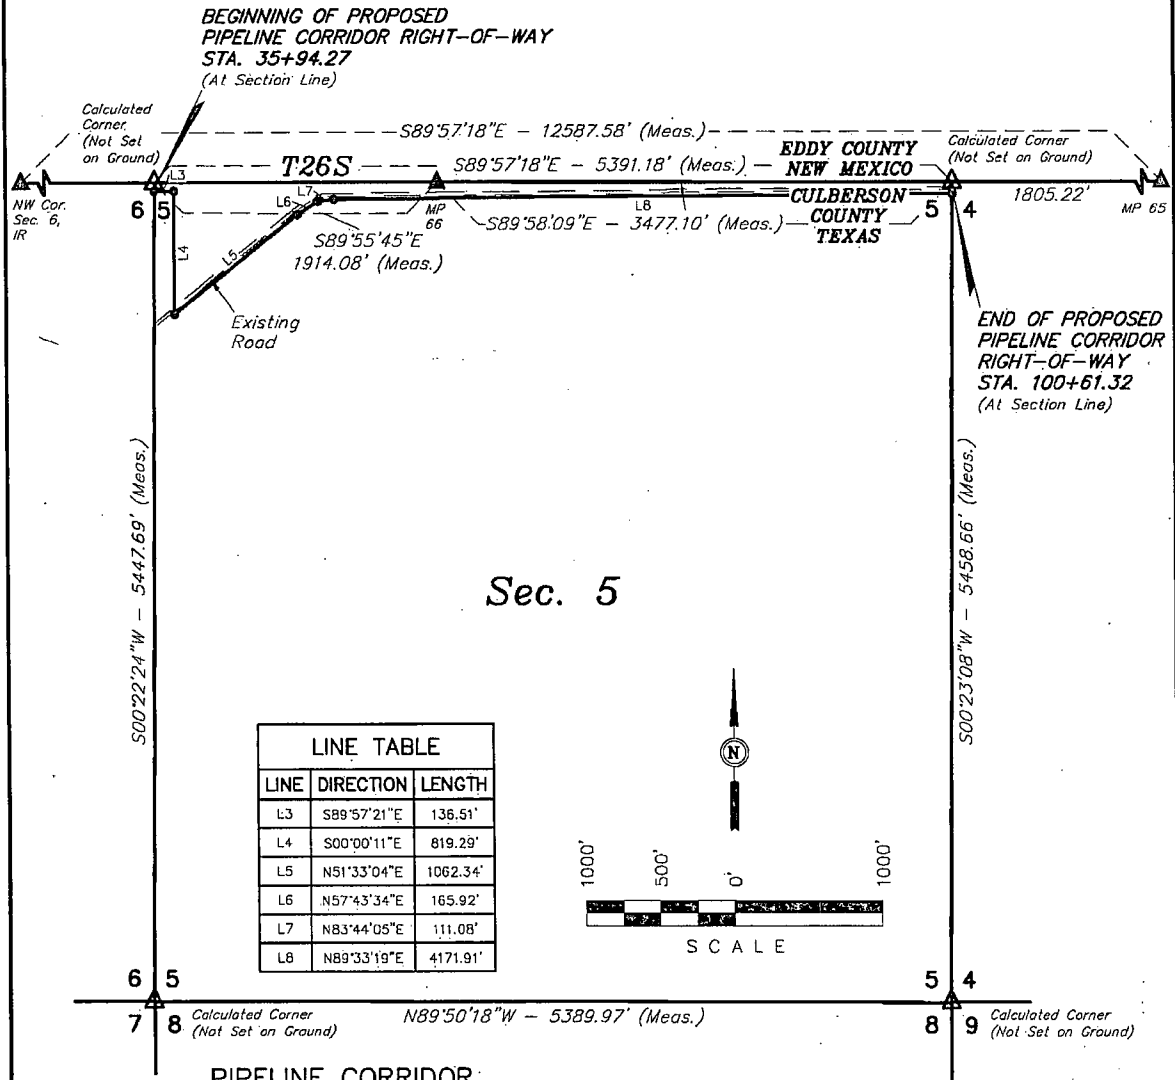 BEGINNING OF PROPOSED
PIPELINE CORRIDOR RIGHT-OF-WAY
STA. 35+94.27
(At Section Line)
Calculated
Corner
(Not Set
on Ground)
S89°57'18"E - 12587.58' (Meas.)
Calculated Corner
(Not Set on Ground)
EDDY COUNTY
NEW MEXICO
T26S
S89°57'18"E - 5391.18' (Meas.)
L3
NW Cor.
Sec. 6,
IR
6 5
L7
L6
MP
66
L8
CULBERSON
COUNTY
TEXAS
S89°58'09"E - 3477.10' (Meas.)
5 4
1805.22'
MP 65
S89°55'45"E
1914.08' (Meas.)
L4
L5
Existing
Road
END OF PROPOSED
PIPELINE CORRIDOR
RIGHT-OF-WAY
STA. 100+61.32
(At Section Line)
S00°22'24"W - 5447.69' (Meas.)
S00°23'08"W - 5458.66' (Meas.)
Sec. 5
N
LINE TABLE
LINE DIRECTION LENGTH
L3 S89°57'21"E 136.51'
L4 S00°00'11"E 819.29'
L5 N51°33'04"E 1062.34'
L6 N57°43'34"E 165.92'
L7 N83°44'05"E 111.08'
L8 N89°33'19"E 4171.91'
1000' 500' 0' 1000'
SCALE
6 5
7 8
Calculated Corner
(Not Set on Ground)
N89°50'18"W - 5389.97' (Meas.)
5 4
8 9
Calculated Corner
(Not Set on Ground)
PIPELINE CORRIDOR